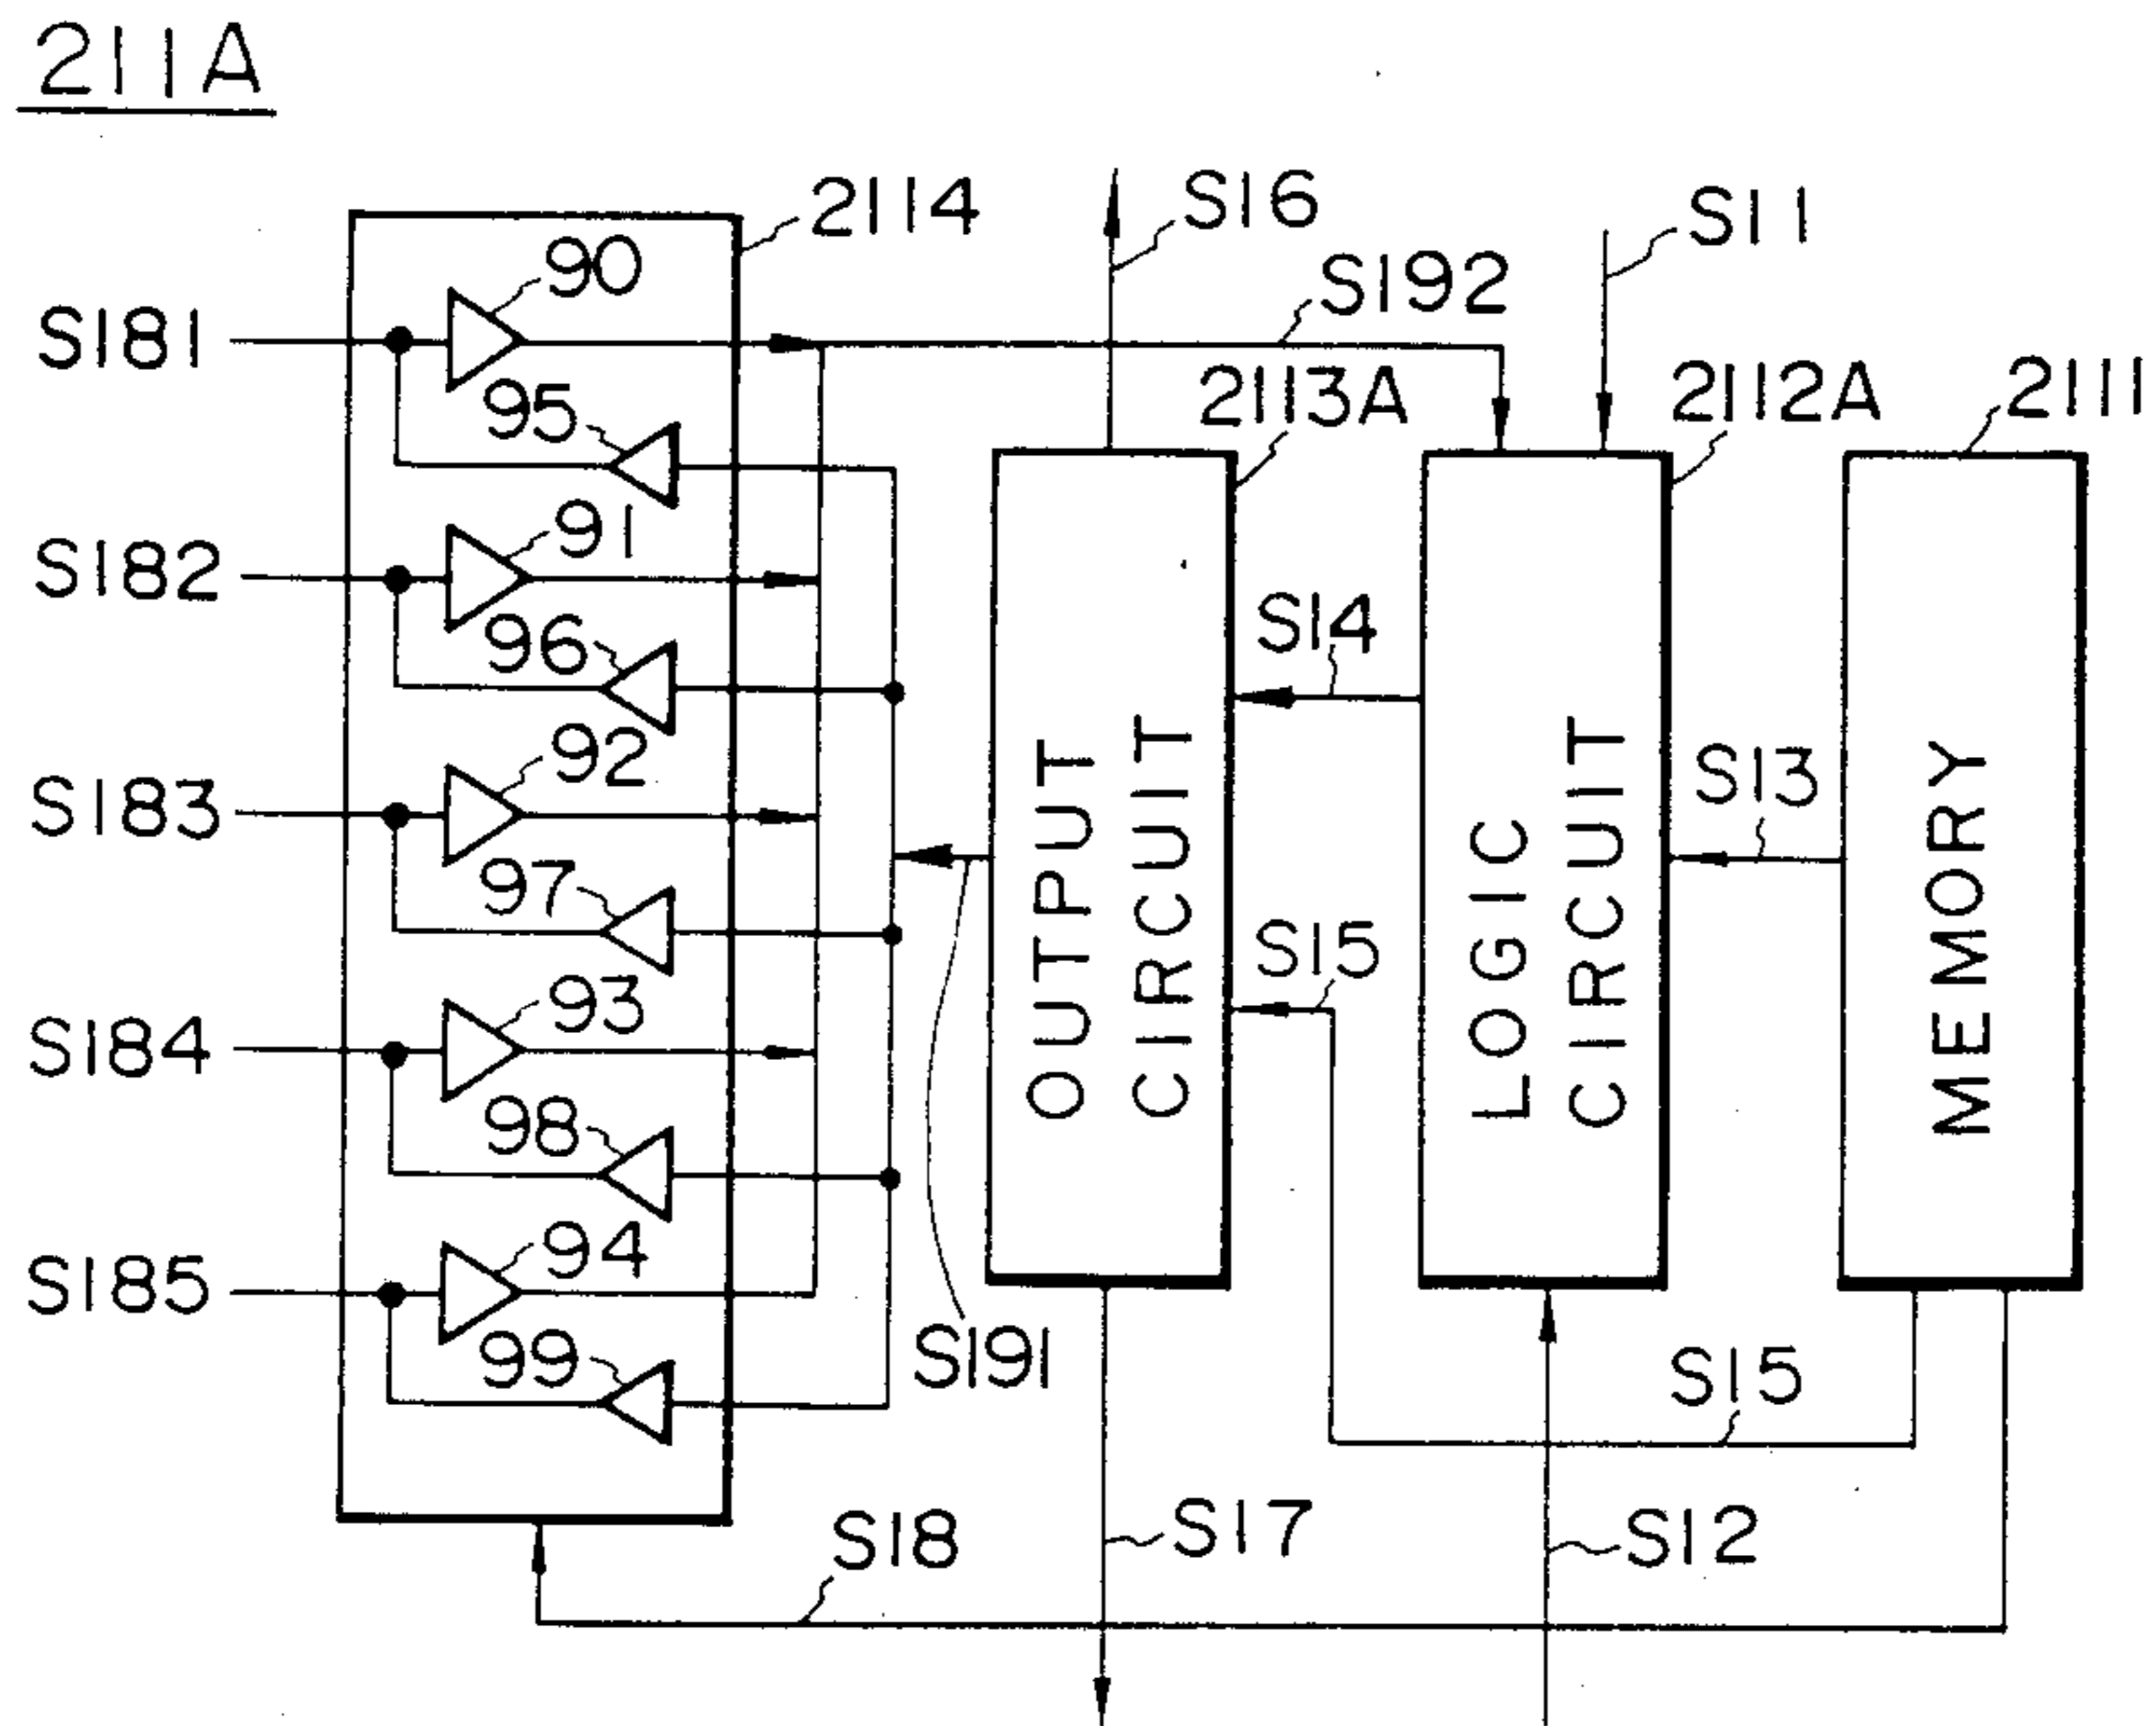 211A
2114
S16
S11
90
S192
S181
2113A
2112A
2111
95
91
S182
S14
96
92
S13
S183
97
S15
93
S184
98
94
S185
99
S191
S15
S17
S12
S18
OUTPUT
CIRCUIT
LOGIC
CIRCUIT
MEMORY